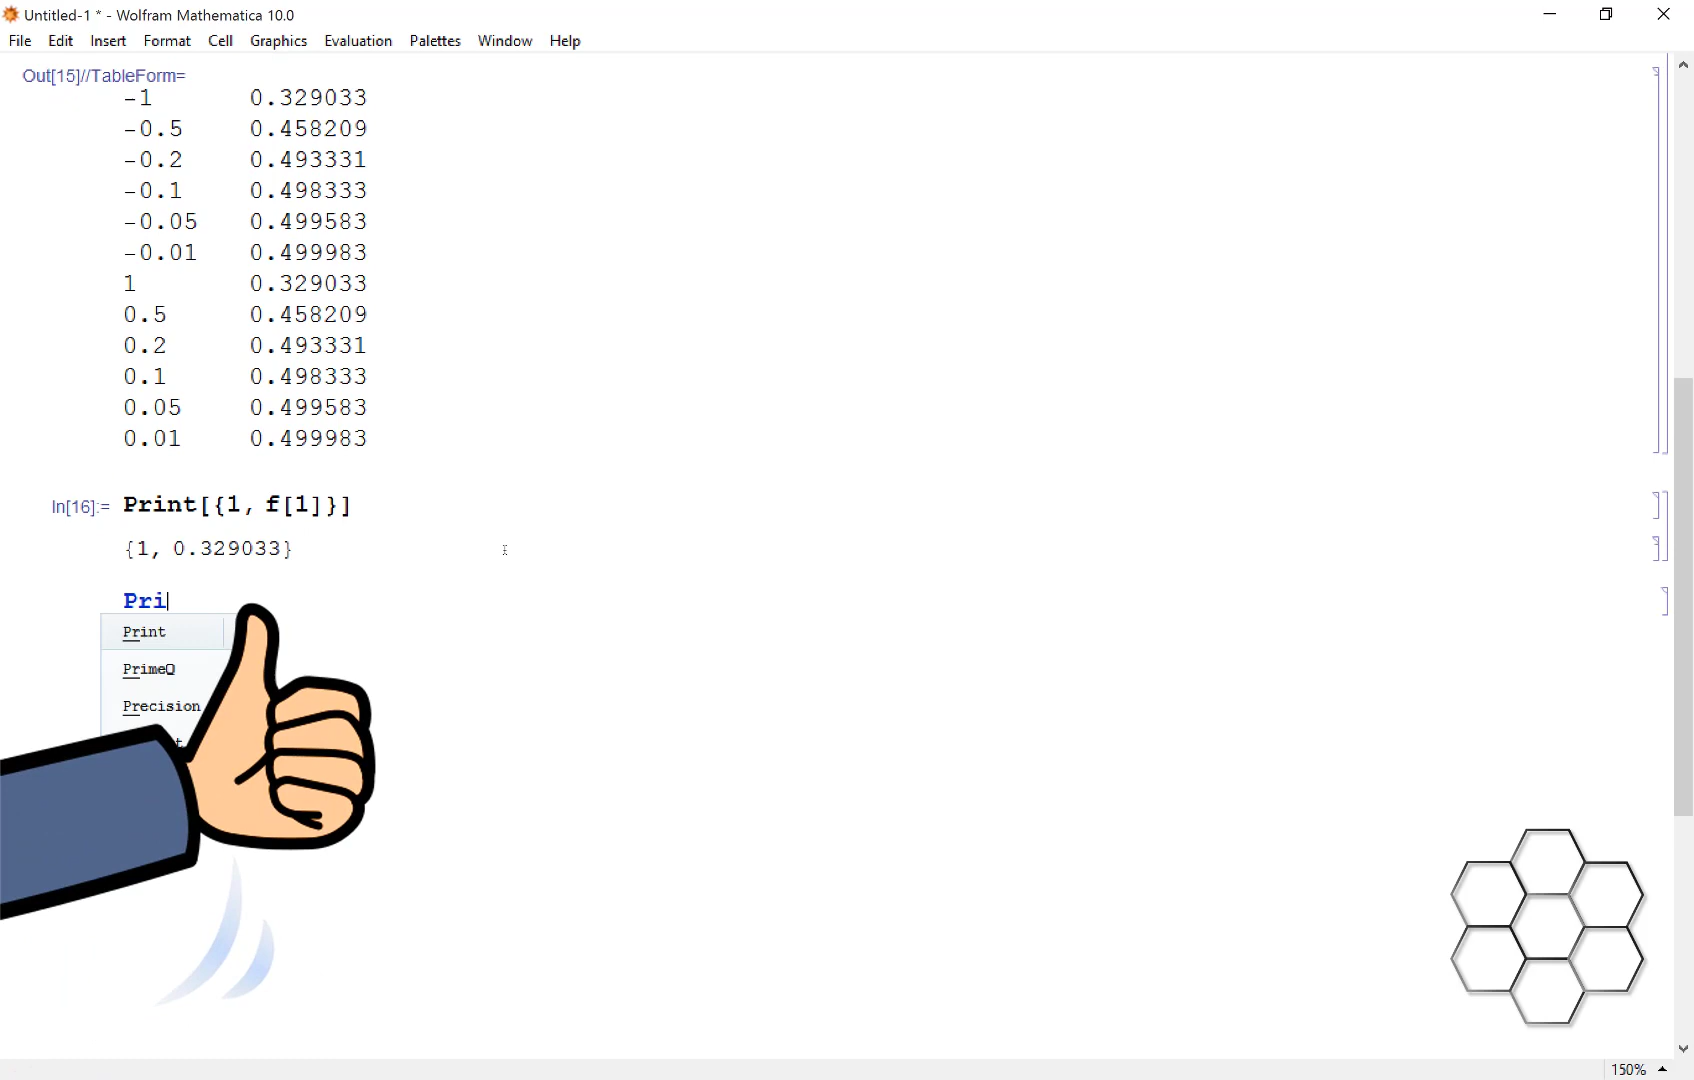 Untitled-1 * - Wolfram Mathematica 10.0
File Edit Insert Format Cell Graphics Evaluation Palettes Window Help
Out[15]//TableForm=
-1 0.329033
-0.5 0.458209
-0.2 0.493331
-0.1 0.498333
-0.05 0.499583
-0.01 0.499983
1 0.329033
0.5 0.458209
0.2 0.493331
0.1 0.498333
0.05 0.499583
0.01 0.499983
In[16]:= Print[{1, f[1]}]
{1, 0.329033}
Pri
Print
PrimeQ
Precision
150%